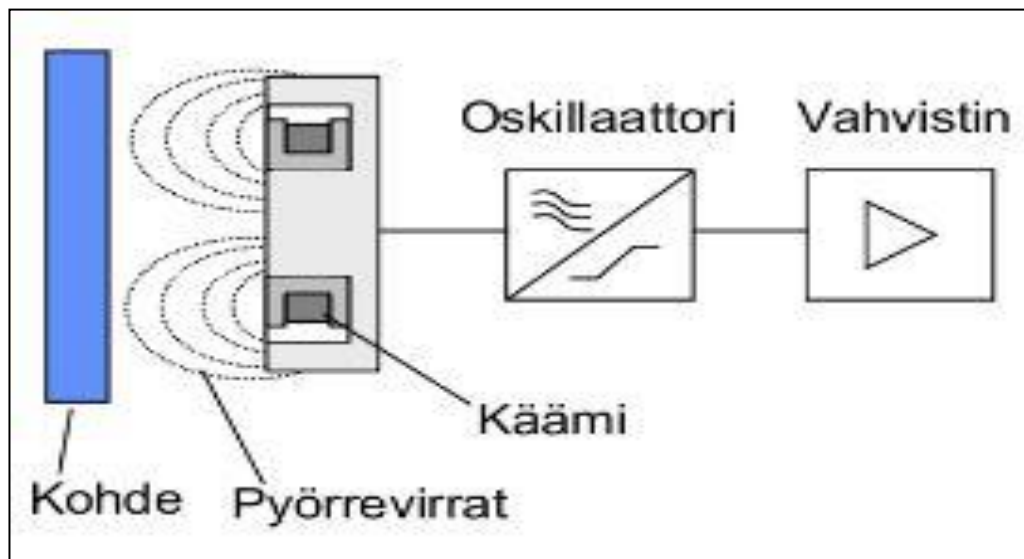 Oskillaattori
Vahvistin
Käämi
Kohde
Pyörrevirrat